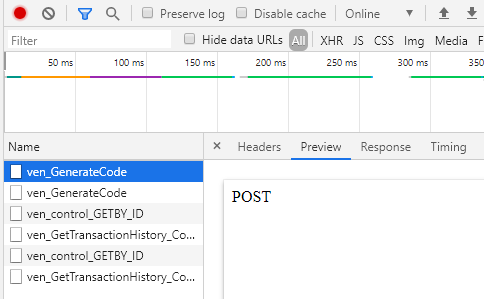 Preserve log Disable cache Online
Filter Hide data URLs All XHR JS CSS Img Media F
50 ms 100 ms 150 ms 200 ms 250 ms 300 ms 350
Name × Headers Preview Response Timing
ven_GenerateCode
POST
ven_GenerateCode
ven_control_GETBY_ID
ven_GetTransactionHistory_Co...
ven_control_GETBY_ID
ven_GetTransactionHistory_Co...